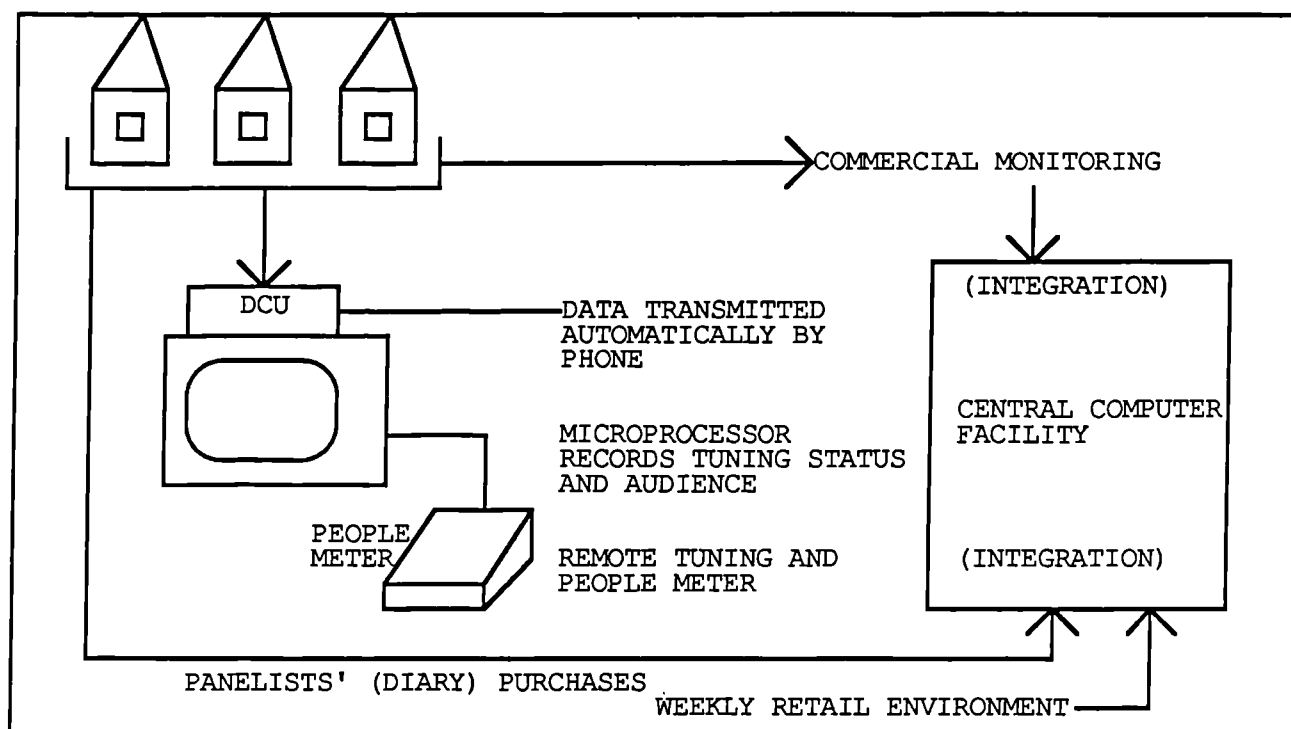 COMMERCIAL MONITORING
(INTEGRATION)
DCU
DATA TRANSMITTED
AUTOMATICALLY BY
PHONE
CENTRAL COMPUTER
FACILITY
MICROPROCESSOR
RECORDS TUNING STATUS
AND AUDIENCE
PEOPLE
METER
REMOTE TUNING AND
PEOPLE METER
(INTEGRATION)
PANELISTS' (DIARY) PURCHASES
WEEKLY RETAIL ENVIRONMENT